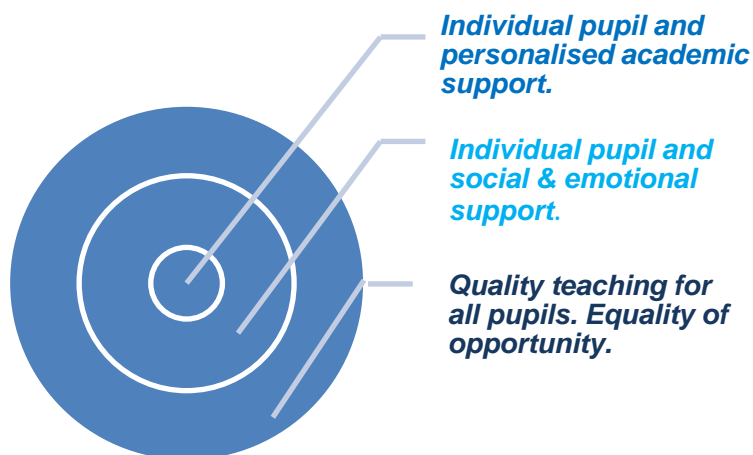 Individual pupil and
personalised academic
support.
Individual pupil and
social & emotional
support.
Quality teaching for
all pupils. Equality of
opportunity.